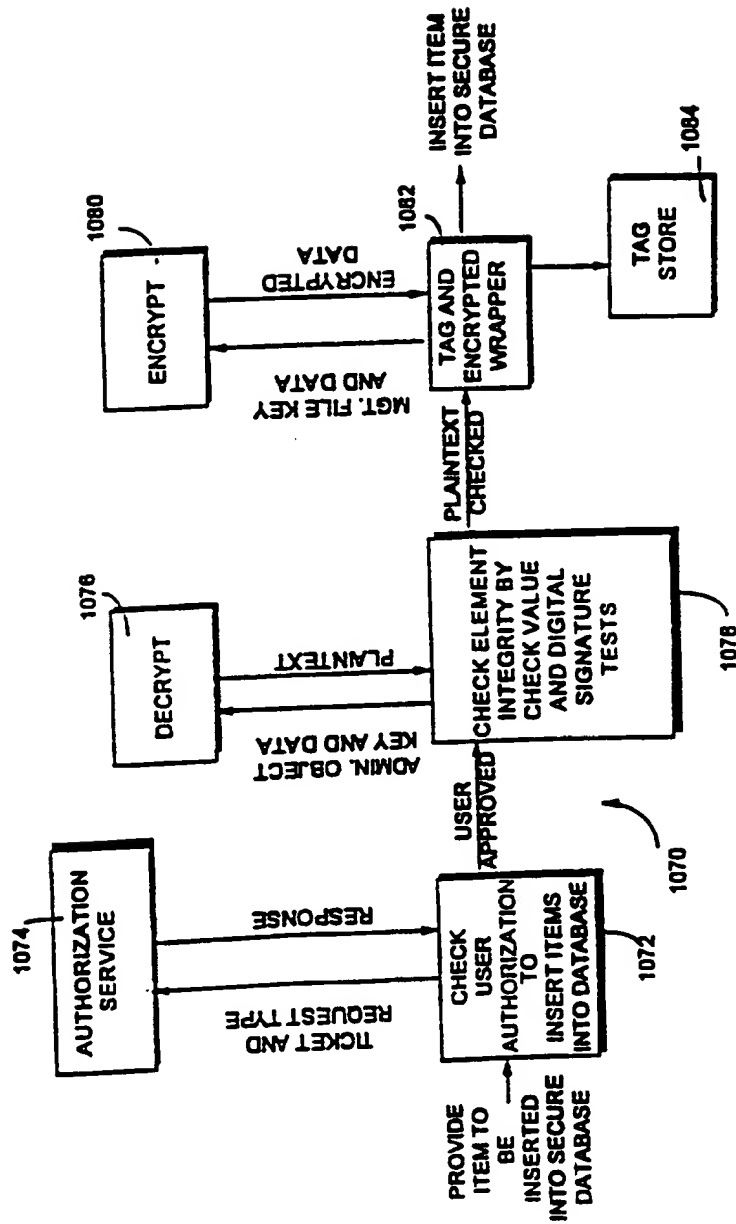 1074
AUTHORIZATION
SERVICE
TICKET AND
REQUEST TYPE
RESPONSE
PROVIDE
ITEM TO
BE
INSERTED
INTO SECURE
DATABASE
CHECK
USER
AUTHORIZATION
TO
INSERT ITEMS
INTO DATABASE
1072
1070
USER
APPROVED
1076
DECRYPT
ADMIN. OBJECT
KEY AND DATA
PLAINTEXT
CHECK ELEMENT
INTEGRITY BY
CHECK VALUE
AND DIGITAL
SIGNATURE
TESTS
1078
PLAINTEXT
CHECKED
1080
ENCRYPT
MGT. FILE KEY
AND DATA
ENCRYPTED
DATA
1082
TAG AND
ENCRYPTED
WRAPPER
INSERT ITEM
INTO SECURE
DATABASE
TAG
STORE
1084